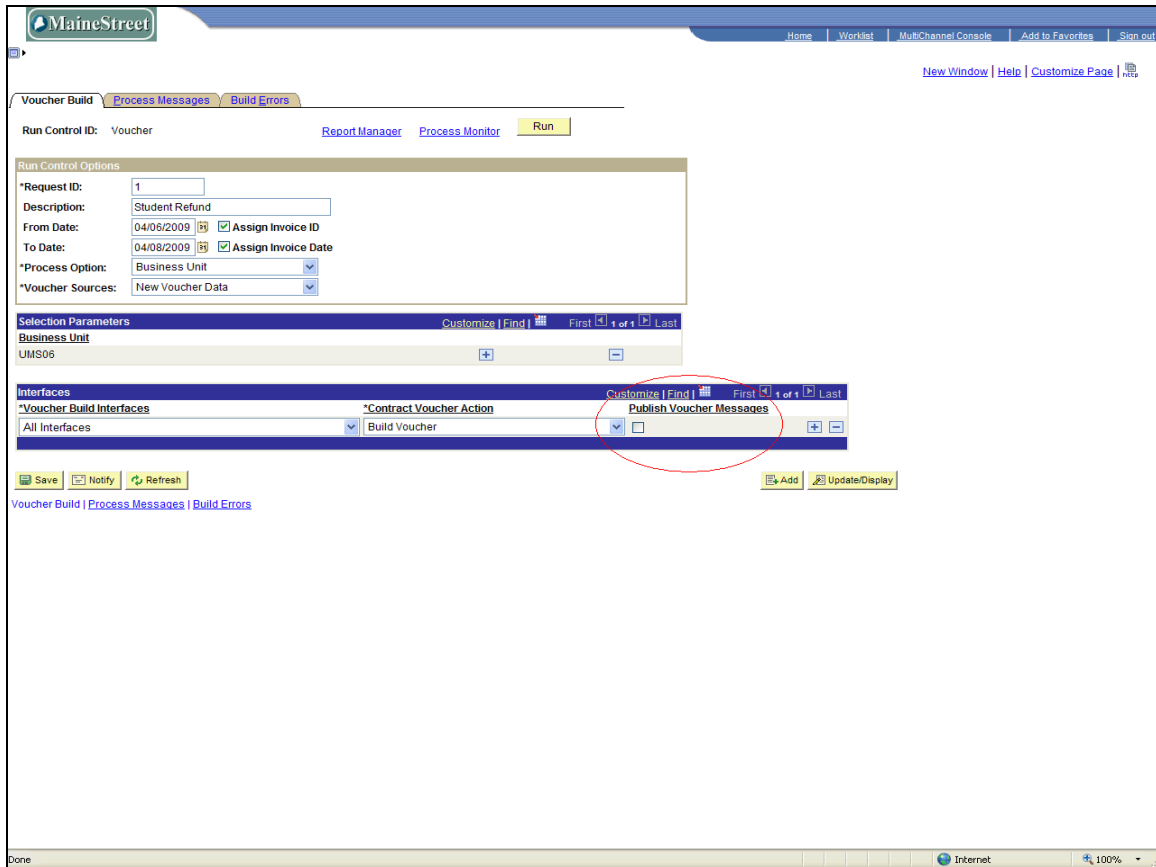 MaineStreet
Home | Worklist | MultiChannel Console | Add to Favorites | Sign out
New Window | Help | Customize Page | http
Voucher Build Process Messages Build Errors
Run Control ID: Voucher Report Manager Process Monitor Run
Run Control Options
*Request ID: 1
Description: Student Refund
From Date: 04/06/2009 31 Assign Invoice ID
To Date: 04/08/2009 31 Assign Invoice Date
*Process Option: Business Unit
*Voucher Sources: New Voucher Data
Selection Parameters Customize | Find | First 1 of 1 Last
Business Unit
UMS06
Interfaces Customize | Find | First 1 of 1 Last
*Voucher Build Interfaces *Contract Voucher Action Publish Voucher Messages
All Interfaces Build Voucher
Save Notify Refresh Add Update/Display
Voucher Build | Process Messages | Build Errors
Done Internet 100%